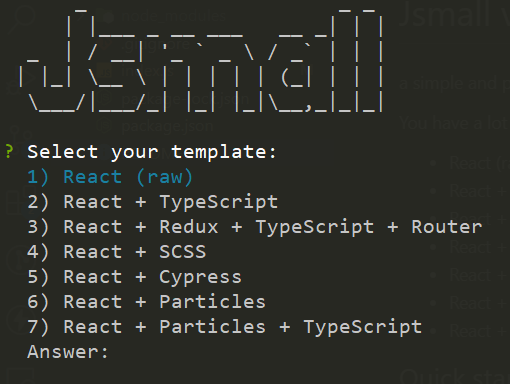 Jsmall
? Select your template:
1) React (raw)
2) React + TypeScript
3) React + Redux + TypeScript + Router
4) React + SCSS
5) React + Cypress
6) React + Particles
7) React + Particles + TypeScript
Answer: